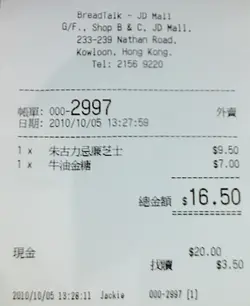 BreadTalk - JD Mall
G/F., Shop B & C, JD Mall.
233-239 Nathan Road.
Kowloon, Hong Kong.
Tel: 2156 9220
帳單: 000-2997 外賣
日期: 2010/10/05 13:27:59
1 x 朱古力忌廉芝士 $9.50
1 x 牛油金磚 $7.00
總金額 $16.50
現金 $20.00
找續 $3.50
2010/10/05 13:26:11 Jackie 000-2997 [1]